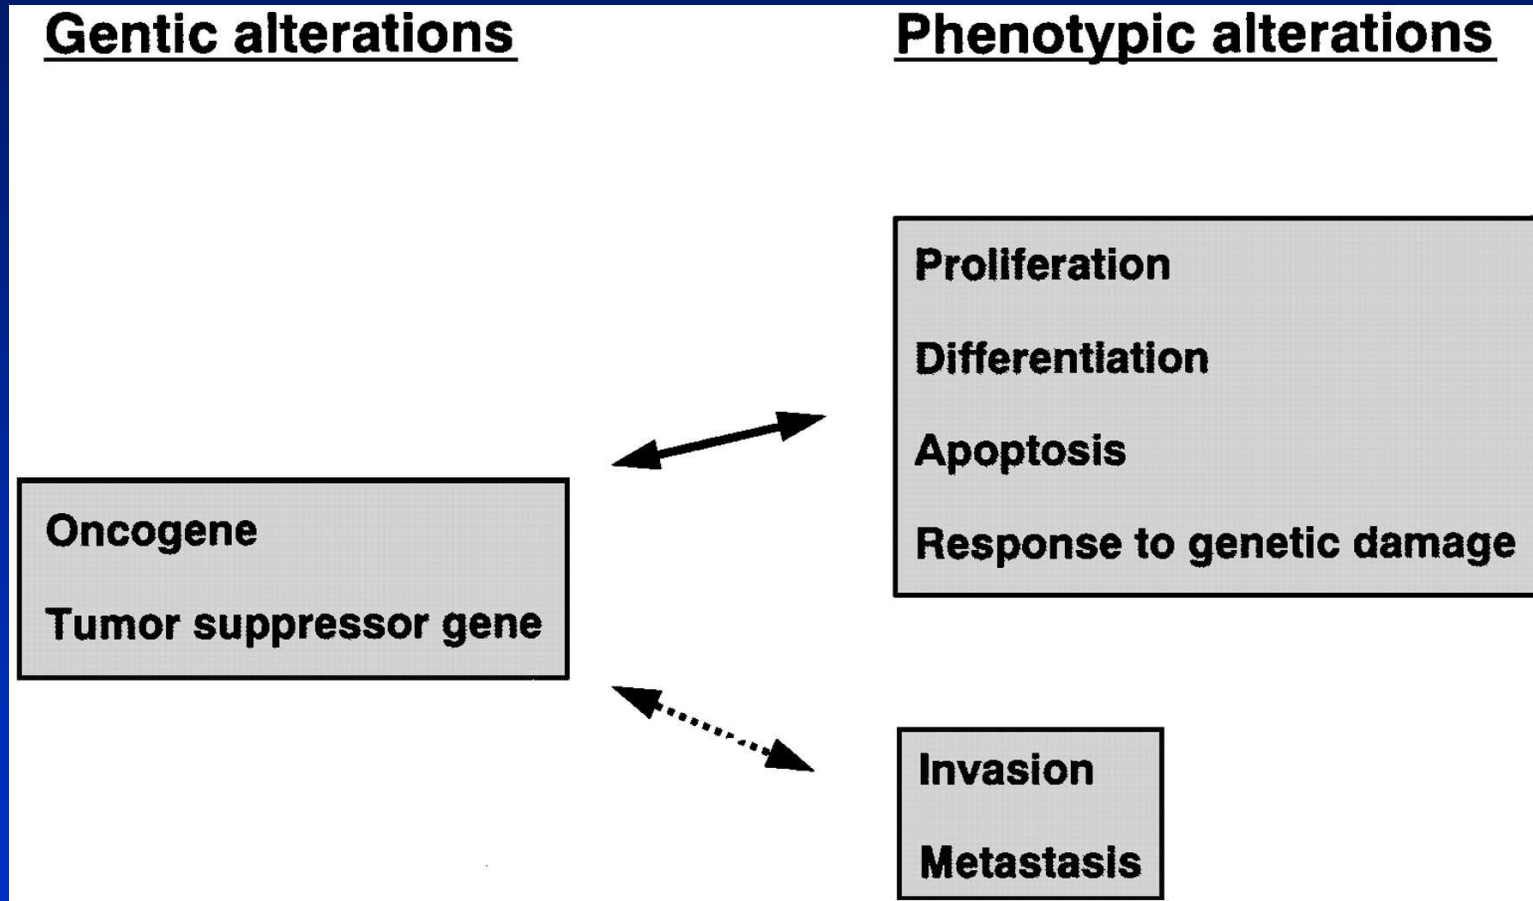 Gentic alterations
Phenotypic alterations
Oncogene
Tumor suppressor gene
Proliferation
Differentiation
Apoptosis
Response to genetic damage
Invasion
Metastasis